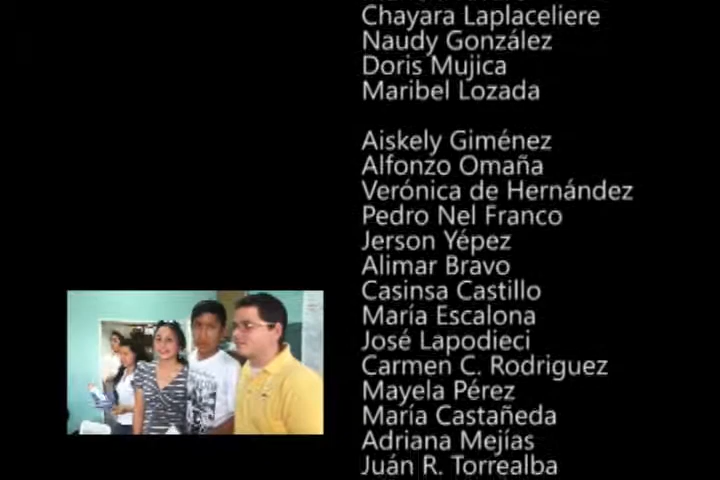 Chayara Laplaceliere
Naudy González
Doris Mujica
Maribel Lozada
Aiskely Giménez
Alfonzo Omaña
Verónica de Hernández
Pedro Nel Franco
Jerson Yépez
Alimar Bravo
Casinsa Castillo
María Escalona
José Lapodieci
Carmen C. Rodriguez
Mayela Pérez
María Castañeda
Adriana Mejías
Juán R. Torrealba